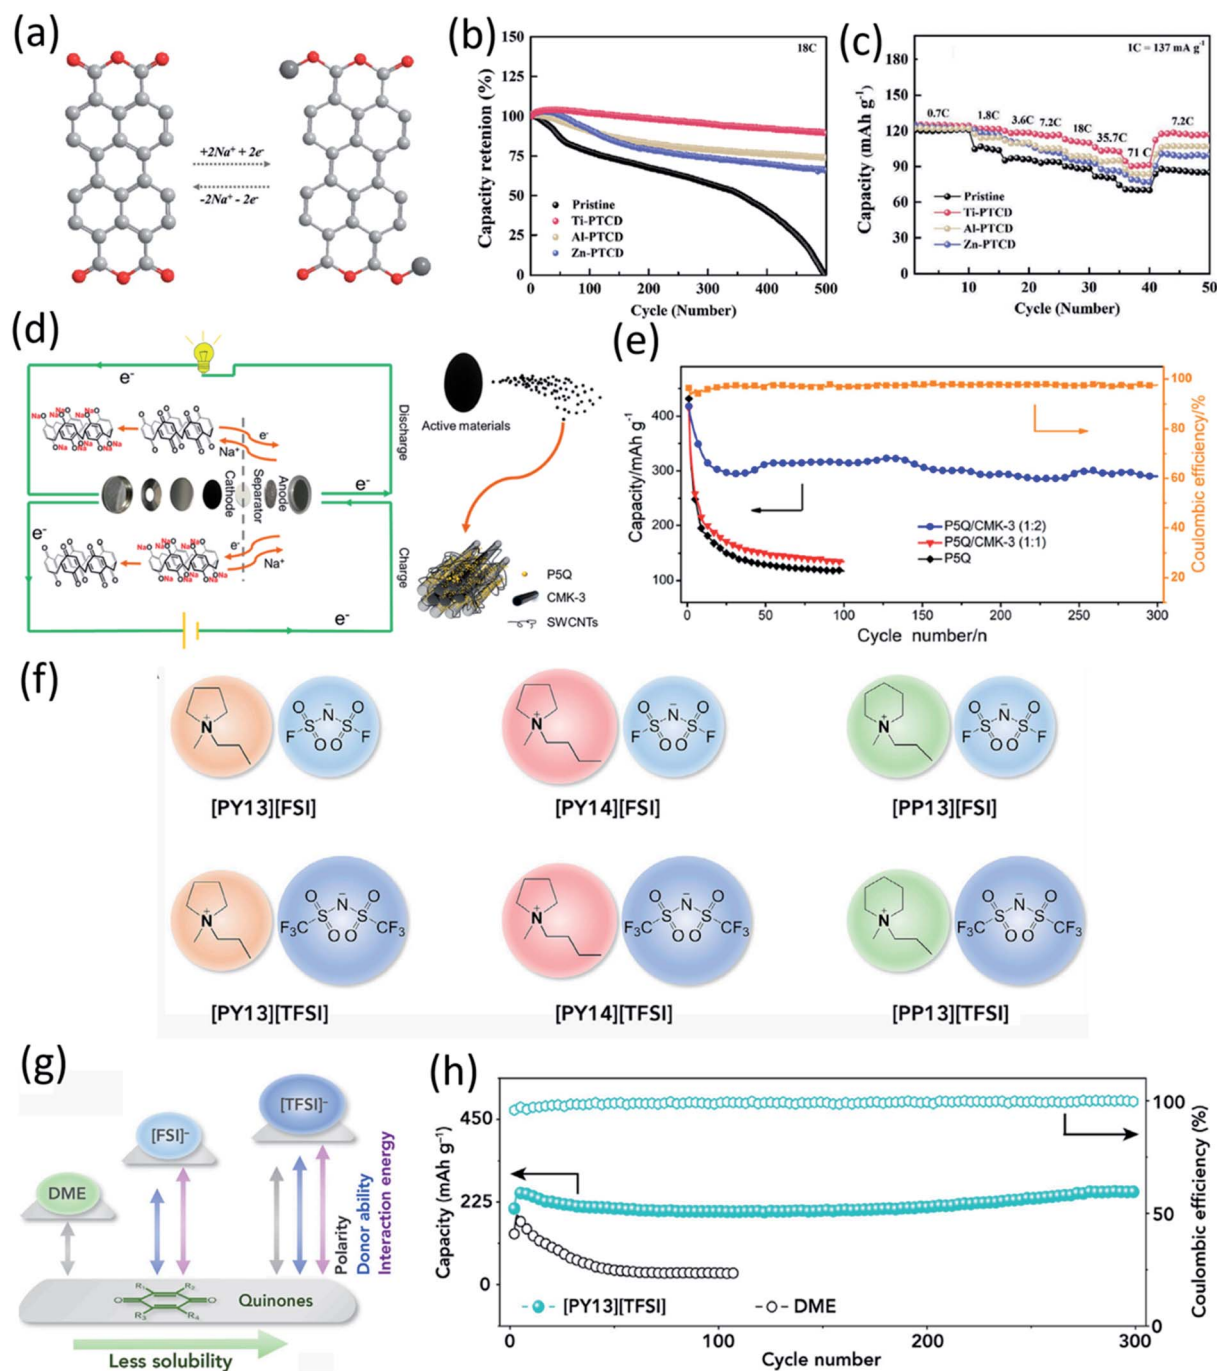 (a)
+2Na⁺ + 2e⁻
-2Na⁺ - 2e⁻
(b)
18C
Capacity retenion (%)
150
125
100
75
50
25
0
Pristine
Ti-PTCD
Al-PTCD
Zn-PTCD
0 100 200 300 400 500
Cycle (Number)
(c)
IC = 137 mA g⁻¹
Capacity (mAh g⁻¹)
180
150
120
90
60
30
0
0.7C 1.8C 3.6C 7.2C 18C 35.7C 71 C 7.2C
Pristine
Ti-PTCD
Al-PTCD
Zn-PTCD
10 20 30 40 50
Cycle (Number)
(d)
e⁻
Discharge
e⁻
Na⁺
Cathode
Separator
Anode
e⁻
e⁻
Charge
e⁻
Na⁺
e⁻
Active materials
P5Q
CMK-3
SWCNTs
(e)
Capacity/mAh g⁻¹
400
300
200
100
Coulombic efficiency/%
100
80
60
40
20
P5Q/CMK-3 (1:2)
P5Q/CMK-3 (1:1)
P5Q
0 50 100 150 200 250 300
Cycle number/n
(f)
[PY13][FSI]
[PY14][FSI]
[PP13][FSI]
[PY13][TFSI]
[PY14][TFSI]
[PP13][TFSI]
(g)
DME
[FSI]⁻
[TFSI]⁻
Polarity
Donor ability
Interaction energy
R₁ R₂
O O
R₃ R₄
Quinones
Less solubility
(h)
Capacity (mAh g⁻¹)
450
225
0
Coulombic efficiency (%)
100
50
0
[PY13][TFSI]
DME
0 100 200 300
Cycle number